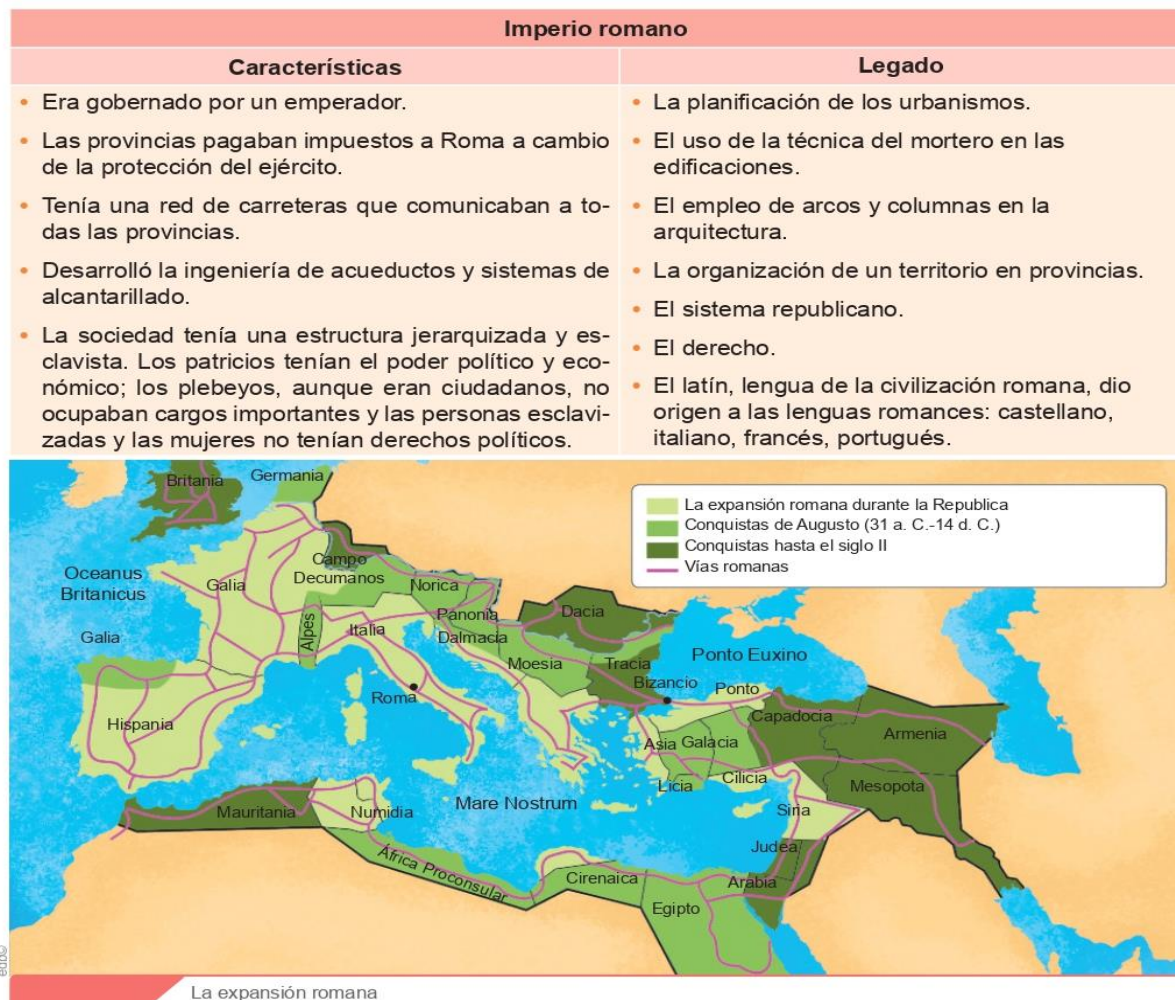 Imperio romano
Características
• Era gobernado por un emperador.
• Las provincias pagaban impuestos a Roma a cambio
de la protección del ejército.
• Tenía una red de carreteras que comunicaban a to-
das las provincias.
• Desarrolló la ingeniería de acueductos y sistemas de
alcantarillado.
• La sociedad tenía una estructura jerarquizada y es-
clavista. Los patricios tenían el poder político y eco-
nómico; los plebeyos, aunque eran ciudadanos, no
ocupaban cargos importantes y las personas esclavi-
zadas y las mujeres no tenían derechos políticos.
Legado
• La planificación de los urbanismos.
• El uso de la técnica del mortero en las
edificaciones.
• El empleo de arcos y columnas en la
arquitectura.
• La organización de un territorio en provincias.
• El sistema republicano.
• El derecho.
• El latín, lengua de la civilización romana, dio
origen a las lenguas romances: castellano,
italiano, francés, portugués.
La expansión romana durante la Republica
Conquistas de Augusto (31 a. C.-14 d. C.)
Conquistas hasta el siglo II
Vías romanas
Britania
Germania
Oceanus
Britanicus
Galia
Campo
Decumanos
Norica
Galia
Alpes
Italia
Panonia
Dalmacia
Dacia
Moesia
Tracia
Bizancio
Ponto Euxino
Ponto
Roma
Hispania
Capadocia
Armenia
Asia
Galacia
Licia
Cilicia
Mesopota
Mauritania
Numidia
Mare Nostrum
Siria
Judea
África Proconsular
Cirenaica
Arabia
Egipto
©edba
La expansión romana